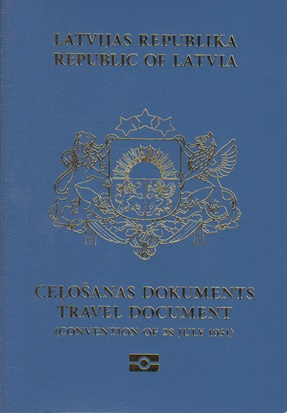 LATVIJAS REPUBLIKA
REPUBLIC OF LATVIA
CEĻOŠANAS DOKUMENTS
TRAVEL DOCUMENT
(CONVENTION OF 28 JULY 1951)